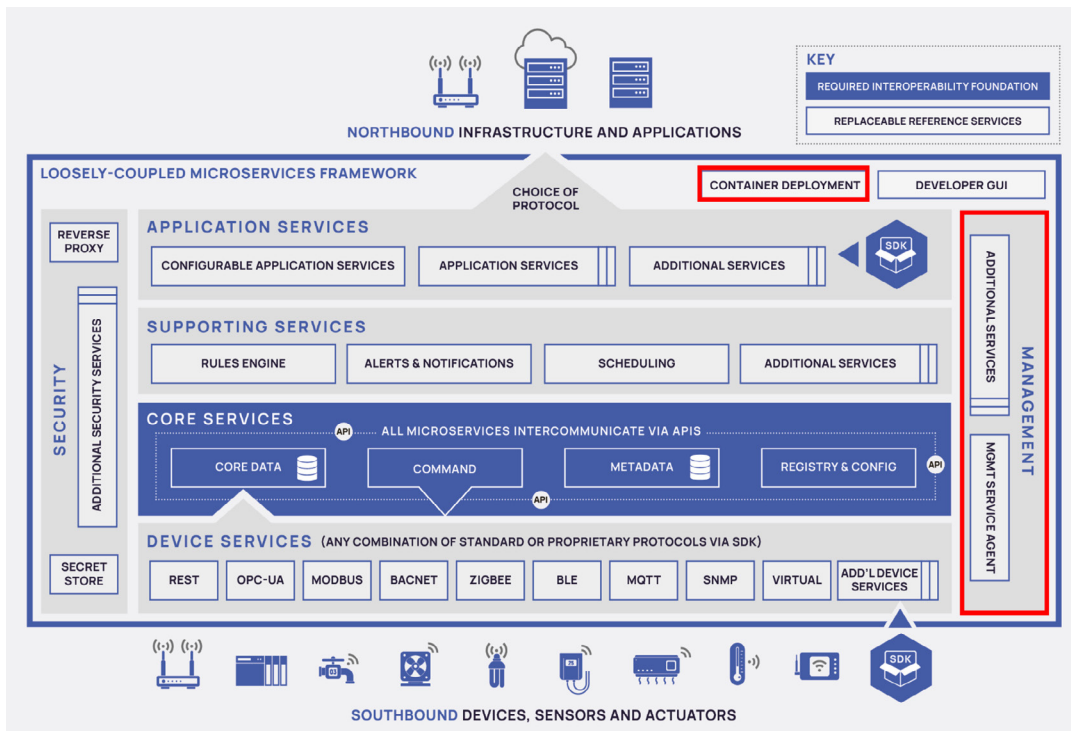 KEY
REQUIRED INTEROPERABILITY FOUNDATION
REPLACEABLE REFERENCE SERVICES
NORTHBOUND INFRASTRUCTURE AND APPLICATIONS
LOOSELY-COUPLED MICROSERVICES FRAMEWORK
CHOICE OF
PROTOCOL
CONTAINER DEPLOYMENT
DEVELOPER GUI
SECURITY
REVERSE
PROXY
ADDITIONAL SECURITY SERVICES
SECRET
STORE
APPLICATION SERVICES
CONFIGURABLE APPLICATION SERVICES
APPLICATION SERVICES
ADDITIONAL SERVICES
SDK
SUPPORTING SERVICES
RULES ENGINE
ALERTS & NOTIFICATIONS
SCHEDULING
ADDITIONAL SERVICES
CORE SERVICES
API
ALL MICROSERVICES INTERCOMMUNICATE VIA APIS
CORE DATA
COMMAND
METADATA
REGISTRY & CONFIG
API
API
DEVICE SERVICES (ANY COMBINATION OF STANDARD OR PROPRIETARY PROTOCOLS VIA SDK)
REST
OPC-UA
MODBUS
BACNET
ZIGBEE
BLE
MQTT
SNMP
VIRTUAL
ADD'L DEVICE
SERVICES
MANAGEMENT
ADDITIONAL SERVICES
MGMT SERVICE AGENT
SDK
SOUTHBOUND DEVICES, SENSORS AND ACTUATORS